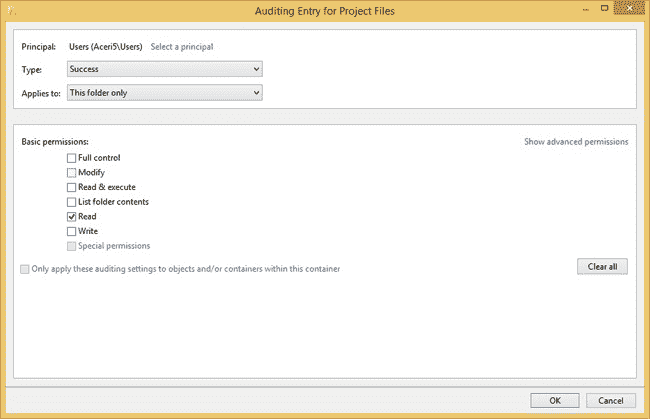 Auditing Entry for Project Files
Principal: Users (Aceri5\Users) Select a principal
Type: Success
Applies to: This folder only
Basic permissions: Show advanced permissions
Full control
Modify
Read & execute
List folder contents
Read
Write
Special permissions
Only apply these auditing settings to objects and/or containers within this container
Clear all
OK Cancel